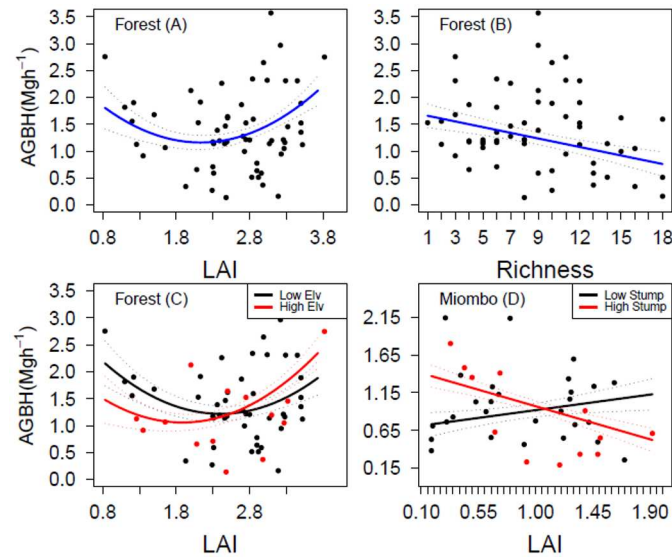 Forest (A)
3.5
3.0
2.5
2.0
1.5
1.0
0.5
0.0
AGBH(Mgh⁻¹)
0.8 1.8 2.8 3.8
LAI
Forest (B)
3.5
3.0
2.5
2.0
1.5
1.0
0.5
0.0
1 3 5 7 9 11 13 15 18
Richness
Forest (C)
Low Elv
High Elv
3.5
3.0
2.5
2.0
1.5
1.0
0.5
0.0
AGBH(Mgh⁻¹)
0.8 1.8 2.8 3.8
LAI
Miombo (D)
Low Stump
High Stump
2.15
1.65
1.15
0.65
0.15
0.10 0.55 1.00 1.45 1.90
LAI